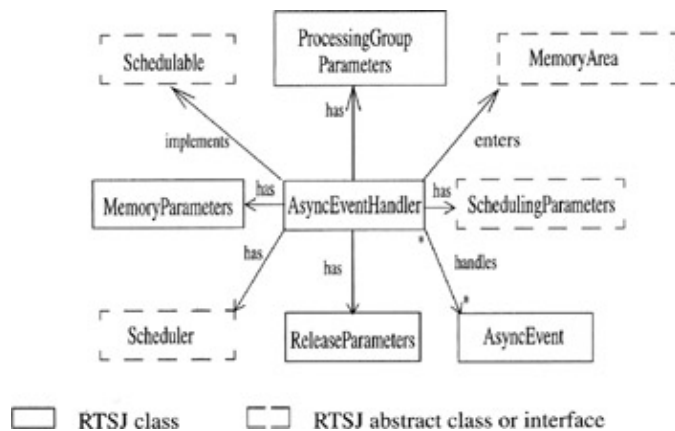 ProcessingGroup
Parameters
Schedulable
MemoryArea
has
implements
enters
MemoryParameters
has
AsyncEventHandler
has
SchedulingParameters
*
has
has
handles
*
Scheduler
ReleaseParameters
AsyncEvent
RTSJ class
RTSJ abstract class or interface